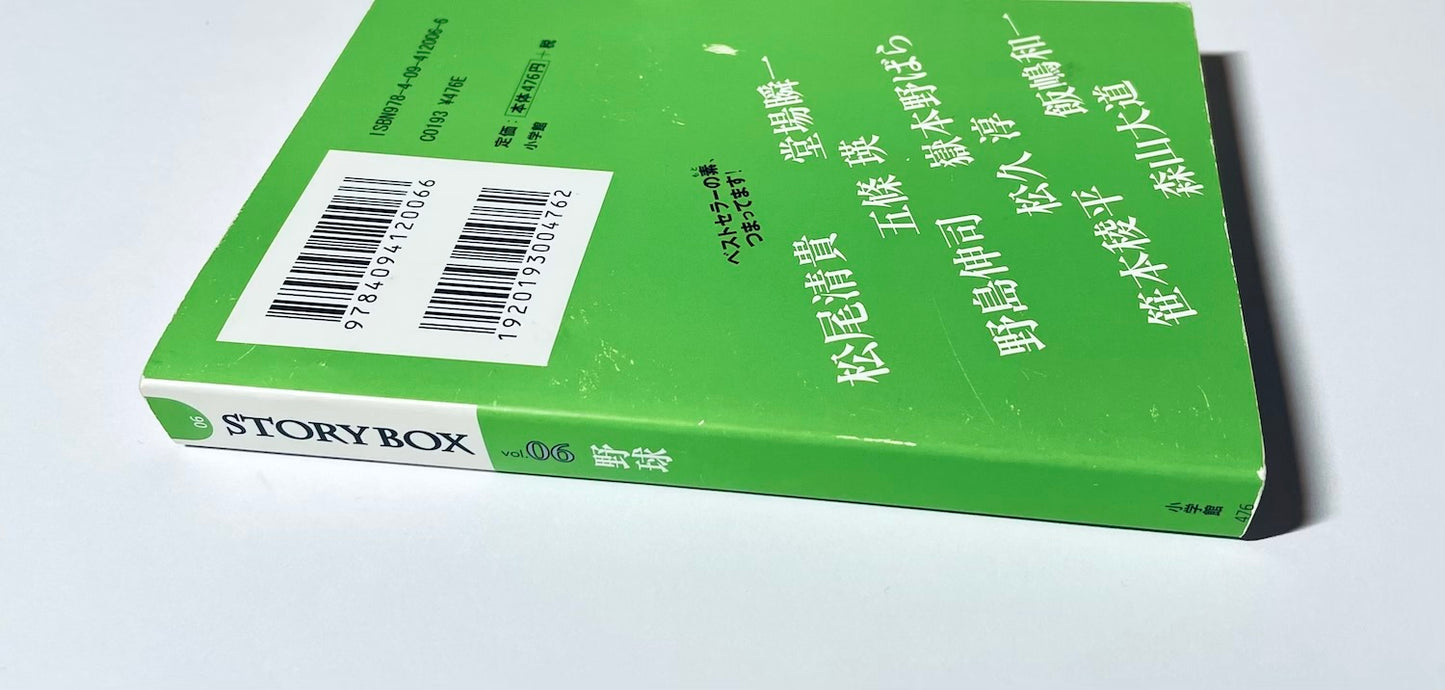 ISBN978-4-09-412006-6
C0193 ¥476E
定価：本体476円＋税
小学館
9784094120066
1920193004762
ベストセラーの素、
もと
つまってます！
堂場瞬一
松尾清貴
五條 瑛
嶽本野ばら
野島伸司
松久 淳
飯嶋和一
笹本稜平
森山大道
06
STORY BOX
vol.06
野球
小学館
476